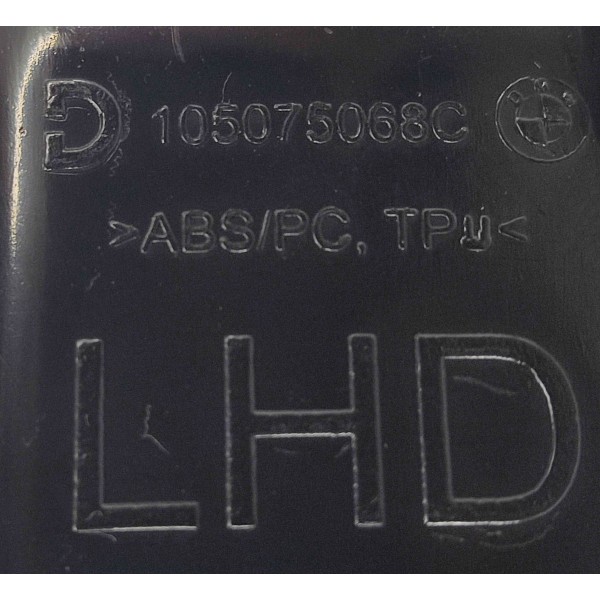 105075068C
>ABS/PC, TPU<
LHD